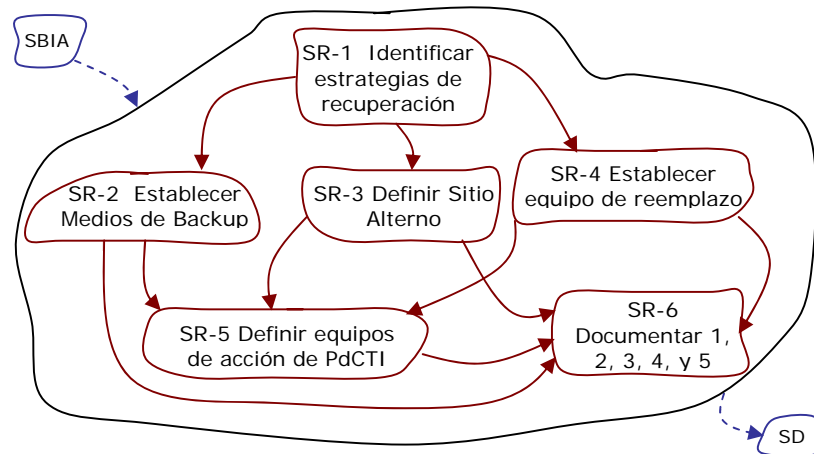 SBIA
SR-1 Identificar
estrategias de
recuperación
SR-2 Establecer
Medios de Backup
SR-3 Definir Sitio
Alterno
SR-4 Establecer
equipo de reemplazo
SR-5 Definir equipos
de acción de PdCTI
SR-6
Documentar 1,
2, 3, 4, y 5
SD